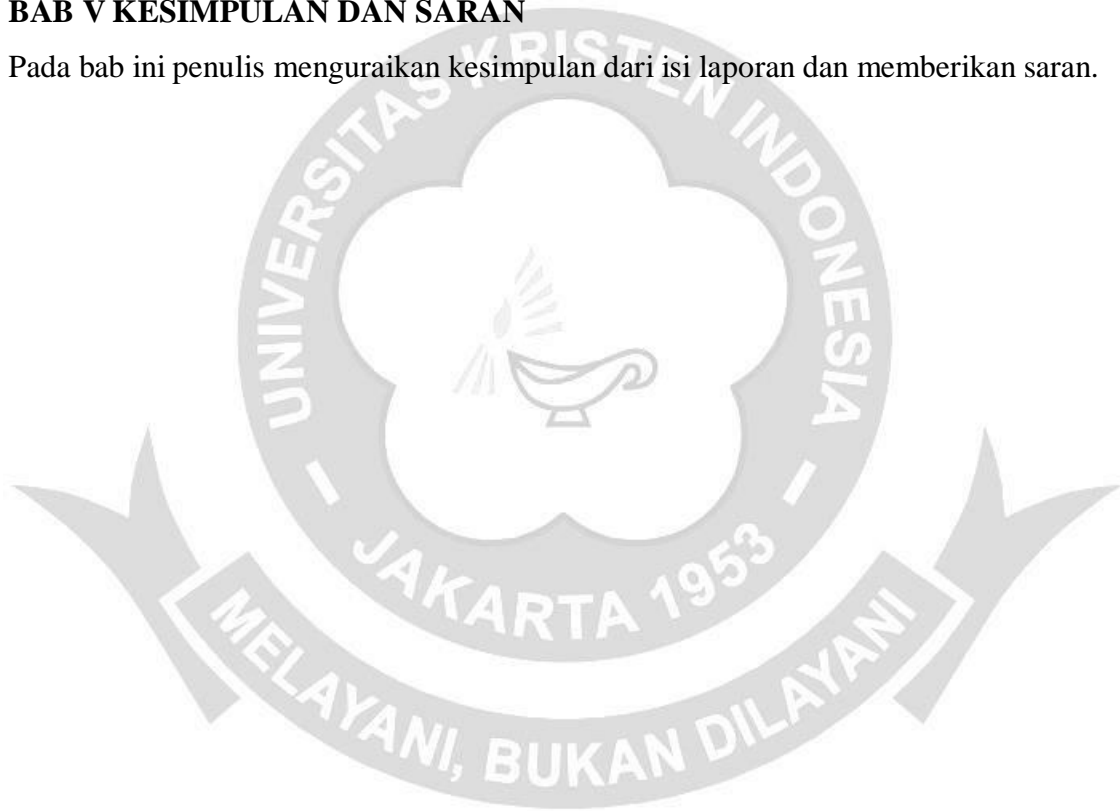 BAB V KESIMPULAN DAN SARAN
Pada bab ini penulis menguraikan kesimpulan dari isi laporan dan memberikan saran.
UNIVERSITAS KRISTEN INDONESIA
JAKARTA 1953
MELAYANI, BUKAN DILAYANI